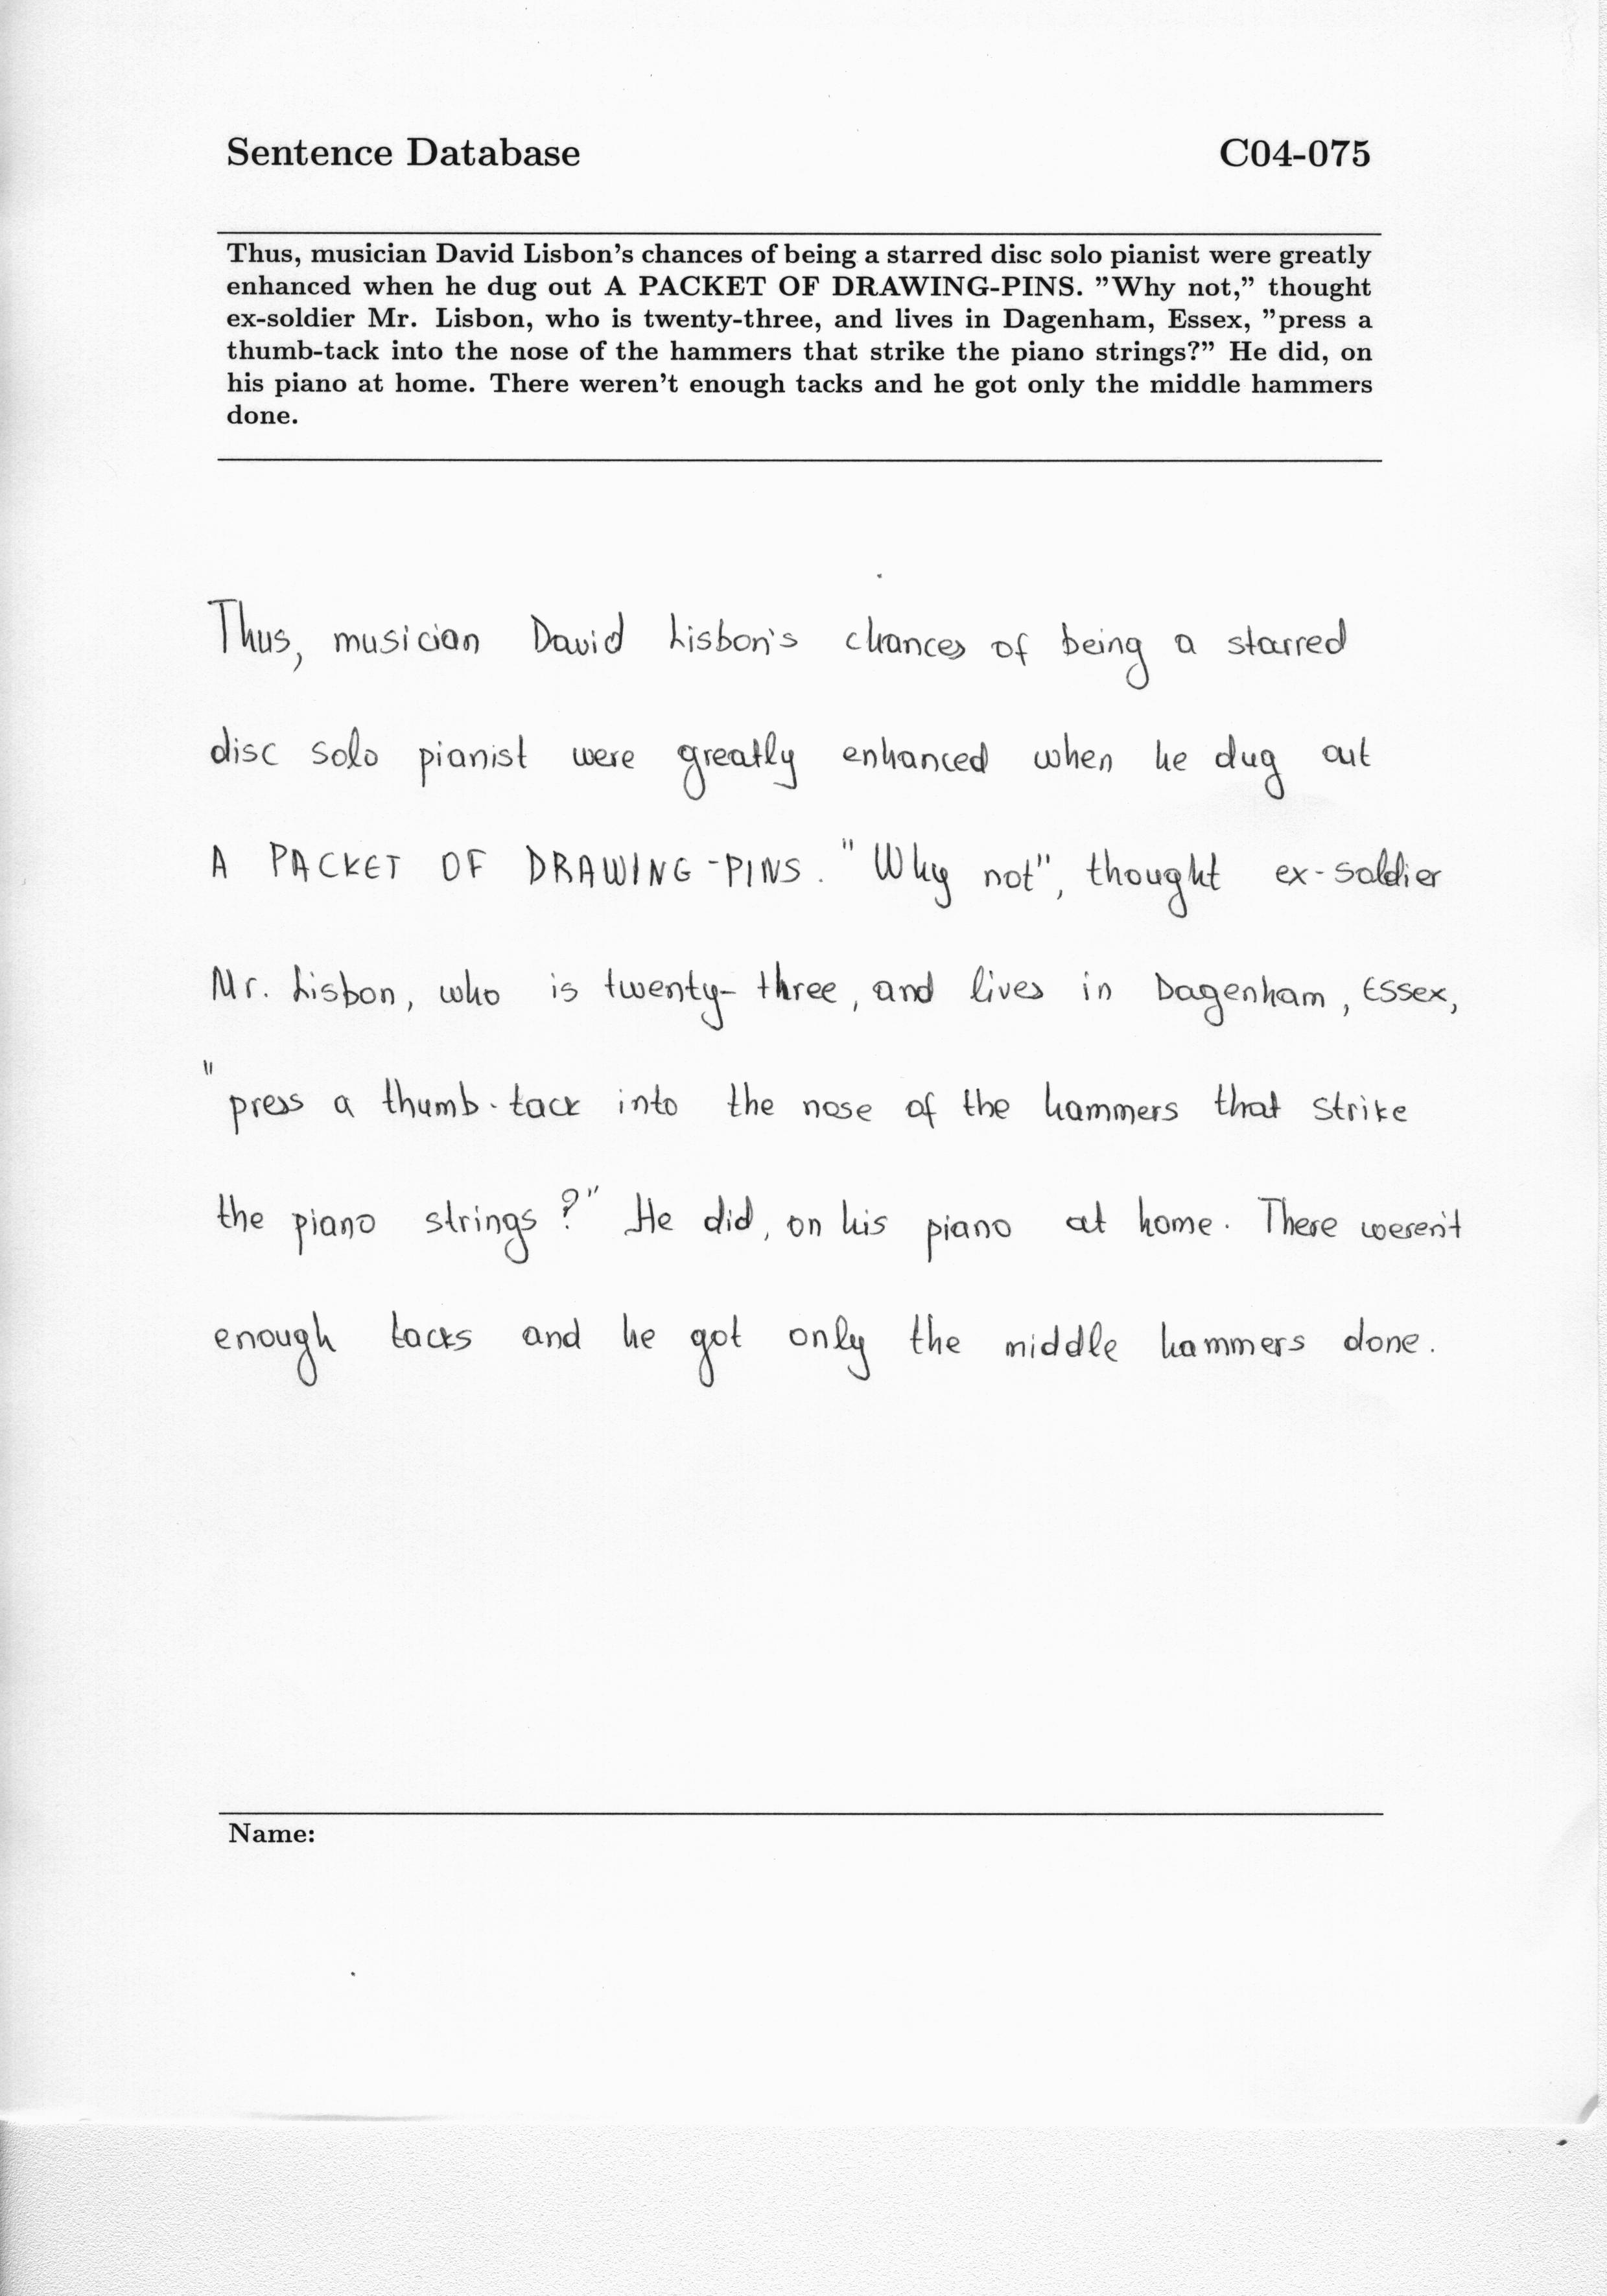 Sentence Database C04-075
Thus, musician David Lisbon's chances of being a starred disc solo pianist were greatly
enhanced when he dug out A PACKET OF DRAWING-PINS. ”Why not,” thought
ex-soldier Mr. Lisbon, who is twenty-three, and lives in Dagenham, Essex, ”press a
thumb-tack into the nose of the hammers that strike the piano strings?” He did, on
his piano at home. There weren't enough tacks and he got only the middle hammers
done.
Thus, musician David Lisbon's chances of being a starred
disc solo pianist were greatly enhanced when he dug out
A PACKET OF DRAWING-PINS. "Why not", thought ex-soldier
Mr. Lisbon, who is twenty-three, and lives in Dagenham, Essex,
"press a thumb-tack into the nose of the hammers that strike
the piano strings?" He did, on his piano at home. There weren't
enough tacks and he got only the middle hammers done.
Name: